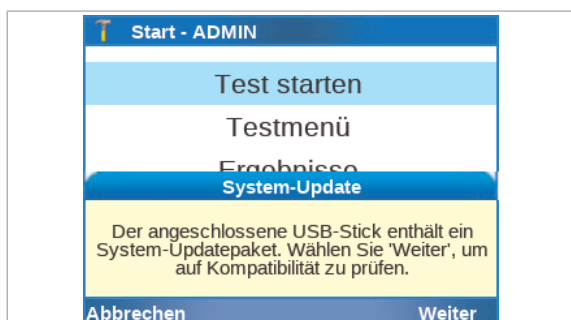 Start - ADMIN
Test starten
Testmenü
Ergebnisse
System-Update
Der angeschlossene USB-Stick enthält ein
System-Updatepaket. Wählen Sie 'Weiter', um
auf Kompatibilität zu prüfen.
Abbrechen Weiter